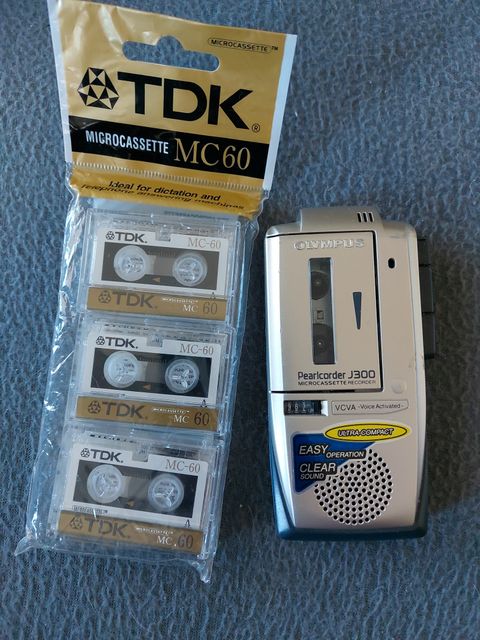 MICROCASSETTE™
TDK®
MICROCASSETTE MC60
Ideal for dictation and
telephone answering machines
TDK. MC-60
TDK MC 60
TDK. MC-60
A
TDK MC 60
TDK. MC-60
A
TDK MC 60
OLYMPUS
Pearlcorder J300
MICROCASSETTE RECORDER
VCVA -Voice Activated-
ULTRA-COMPACT
EASY
OPERATION
CLEAR
SOUND